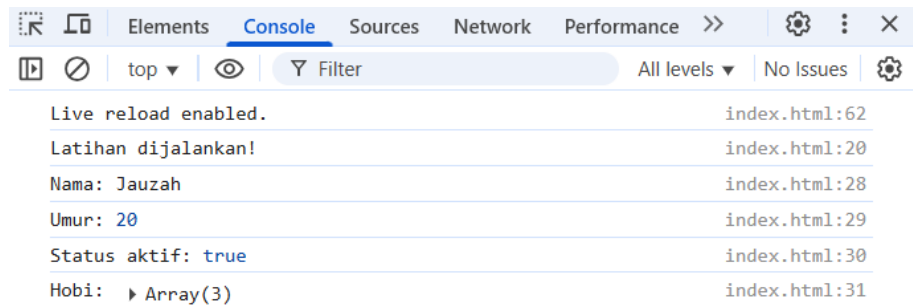 Elements Console Sources Network Performance
top Filter All levels No Issues
Live reload enabled. index.html:62
Latihan dijalankan! index.html:20
Nama: Jauzah index.html:28
Umur: 20 index.html:29
Status aktif: true index.html:30
Hobi: Array(3) index.html:31